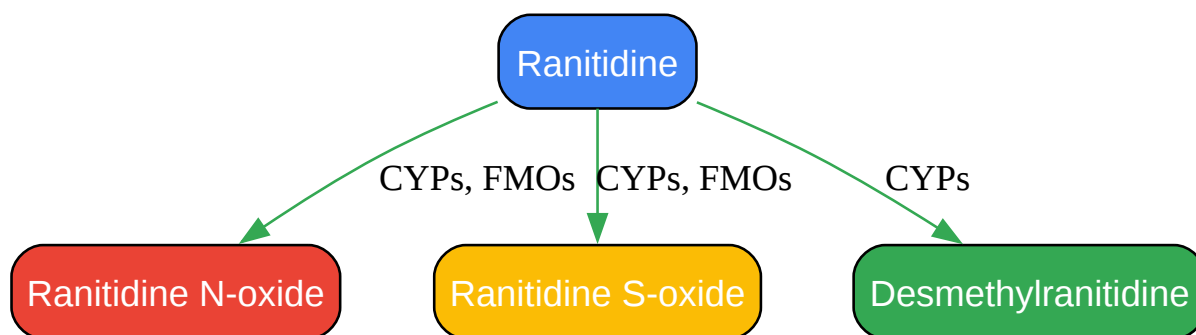 Ranitidine
CYPs, FMOs
CYPs, FMOs
CYPs
Ranitidine N-oxide
Ranitidine S-oxide
Desmethylranitidine